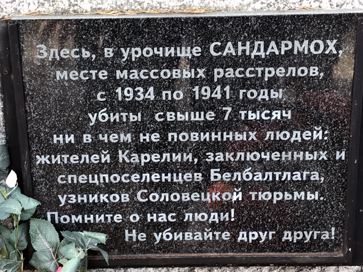 Здесь, в урочище САНДАРМОХ,
месте массовых расстрелов,
с 1934 по 1941 годы
убиты свыше 7 тысяч
ни в чем не повинных людей:
жителей Карелии, заключенных и
спецпоселенцев Белбалтлага,
узников Соловецкой тюрьмы.
Помните о нас люди!
Не убивайте друг друга!